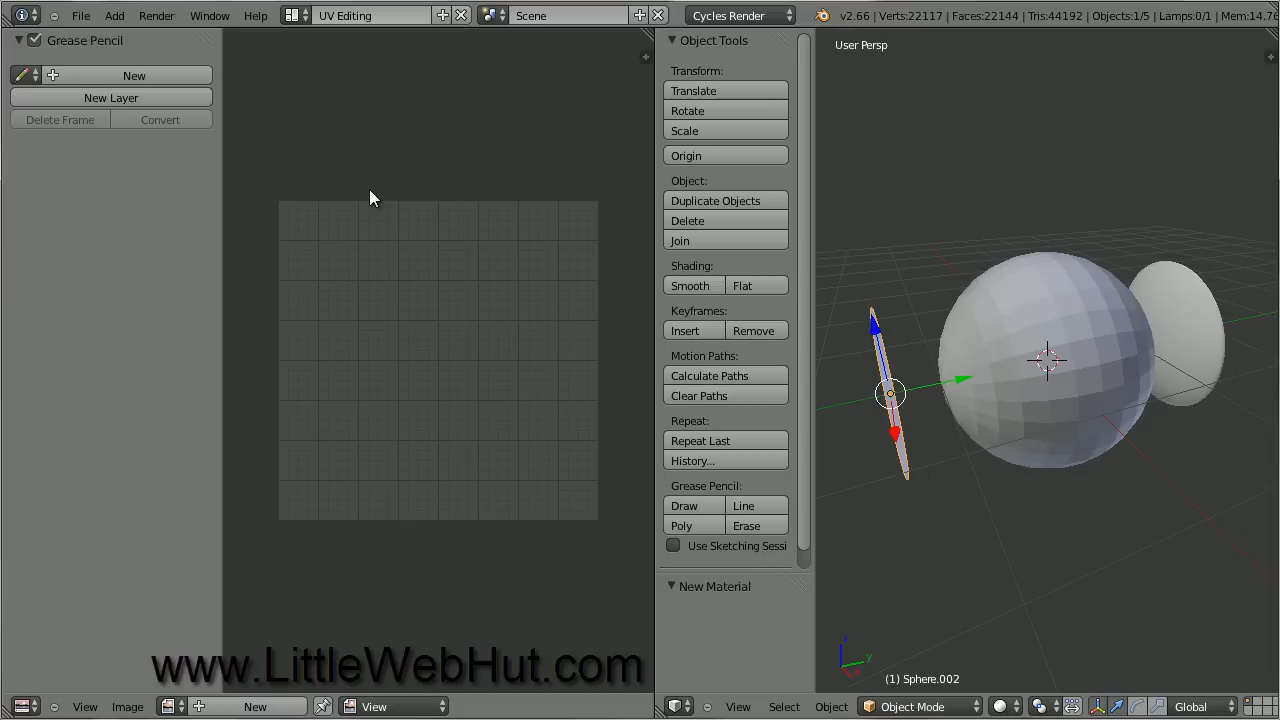 File Add Render Window Help UV Editing Scene Cycles Render v2.66 | Verts:22117 | Faces:22144 | Tris:44192 | Objects:1/5 | Lamps:0/1 | Mem:14.7
Grease Pencil
New
New Layer
Delete Frame Convert
Object Tools
Transform:
Translate
Rotate
Scale
Origin
Object:
Duplicate Objects
Delete
Join
Shading:
Smooth Flat
Keyframes:
Insert Remove
Motion Paths:
Calculate Paths
Clear Paths
Repeat:
Repeat Last
History...
Grease Pencil:
Draw Line
Poly Erase
Use Sketching Sessi
New Material
User Persp
z
y
x
(1) Sphere.002
www.LittleWebHut.com
View Image New View
View Select Object Object Mode Global